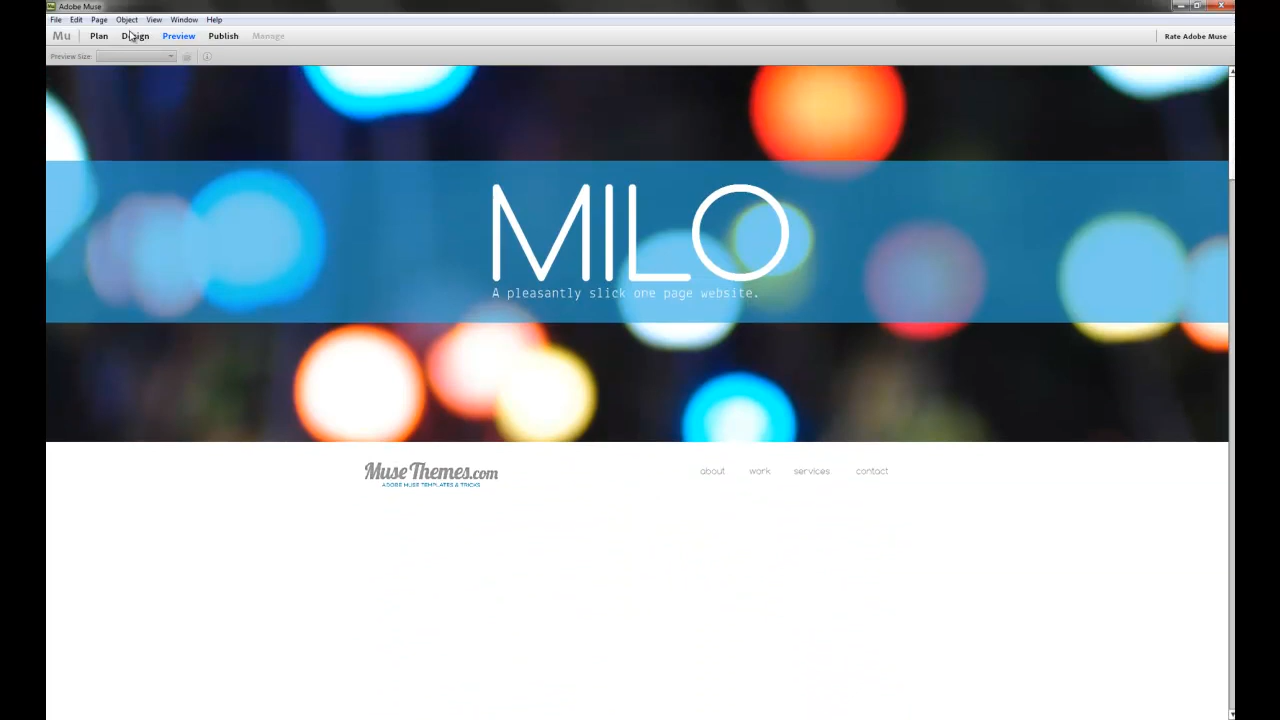 Adobe Muse
File Edit Page Object View Window Help
Mu Plan Design Preview Publish Manage Rate Adobe Muse
Preview Size:
MILO
A pleasantly slick one page website.
MuseThemes.com about work services contact
ADOBE MUSE TEMPLATES & TRICKS